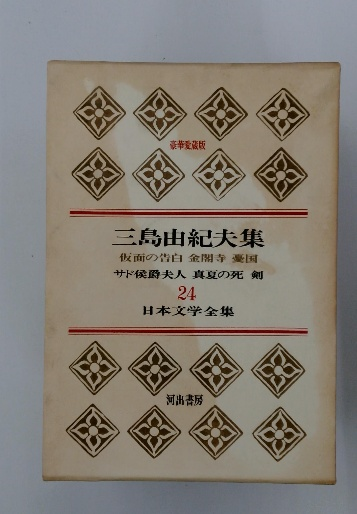 豪華愛蔵版
三島由紀夫集
仮面の告白 金閣寺 憂国
サド侯爵夫人 真夏の死 剣
24
日本文学全集
河出書房